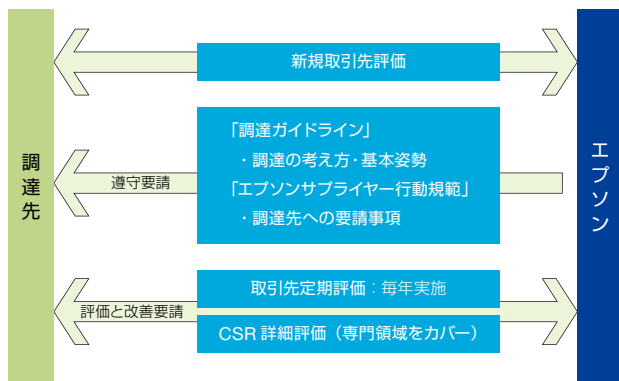 調達先
新規取引先評価
「調達ガイドライン」
・調達の考え方・基本姿勢
遵守要請
「エプソンサプライヤー行動規範」
・調達先への要請事項
取引先定期評価：毎年実施
評価と改善要請
CSR 詳細評価（専門領域をカバー）
エプソン